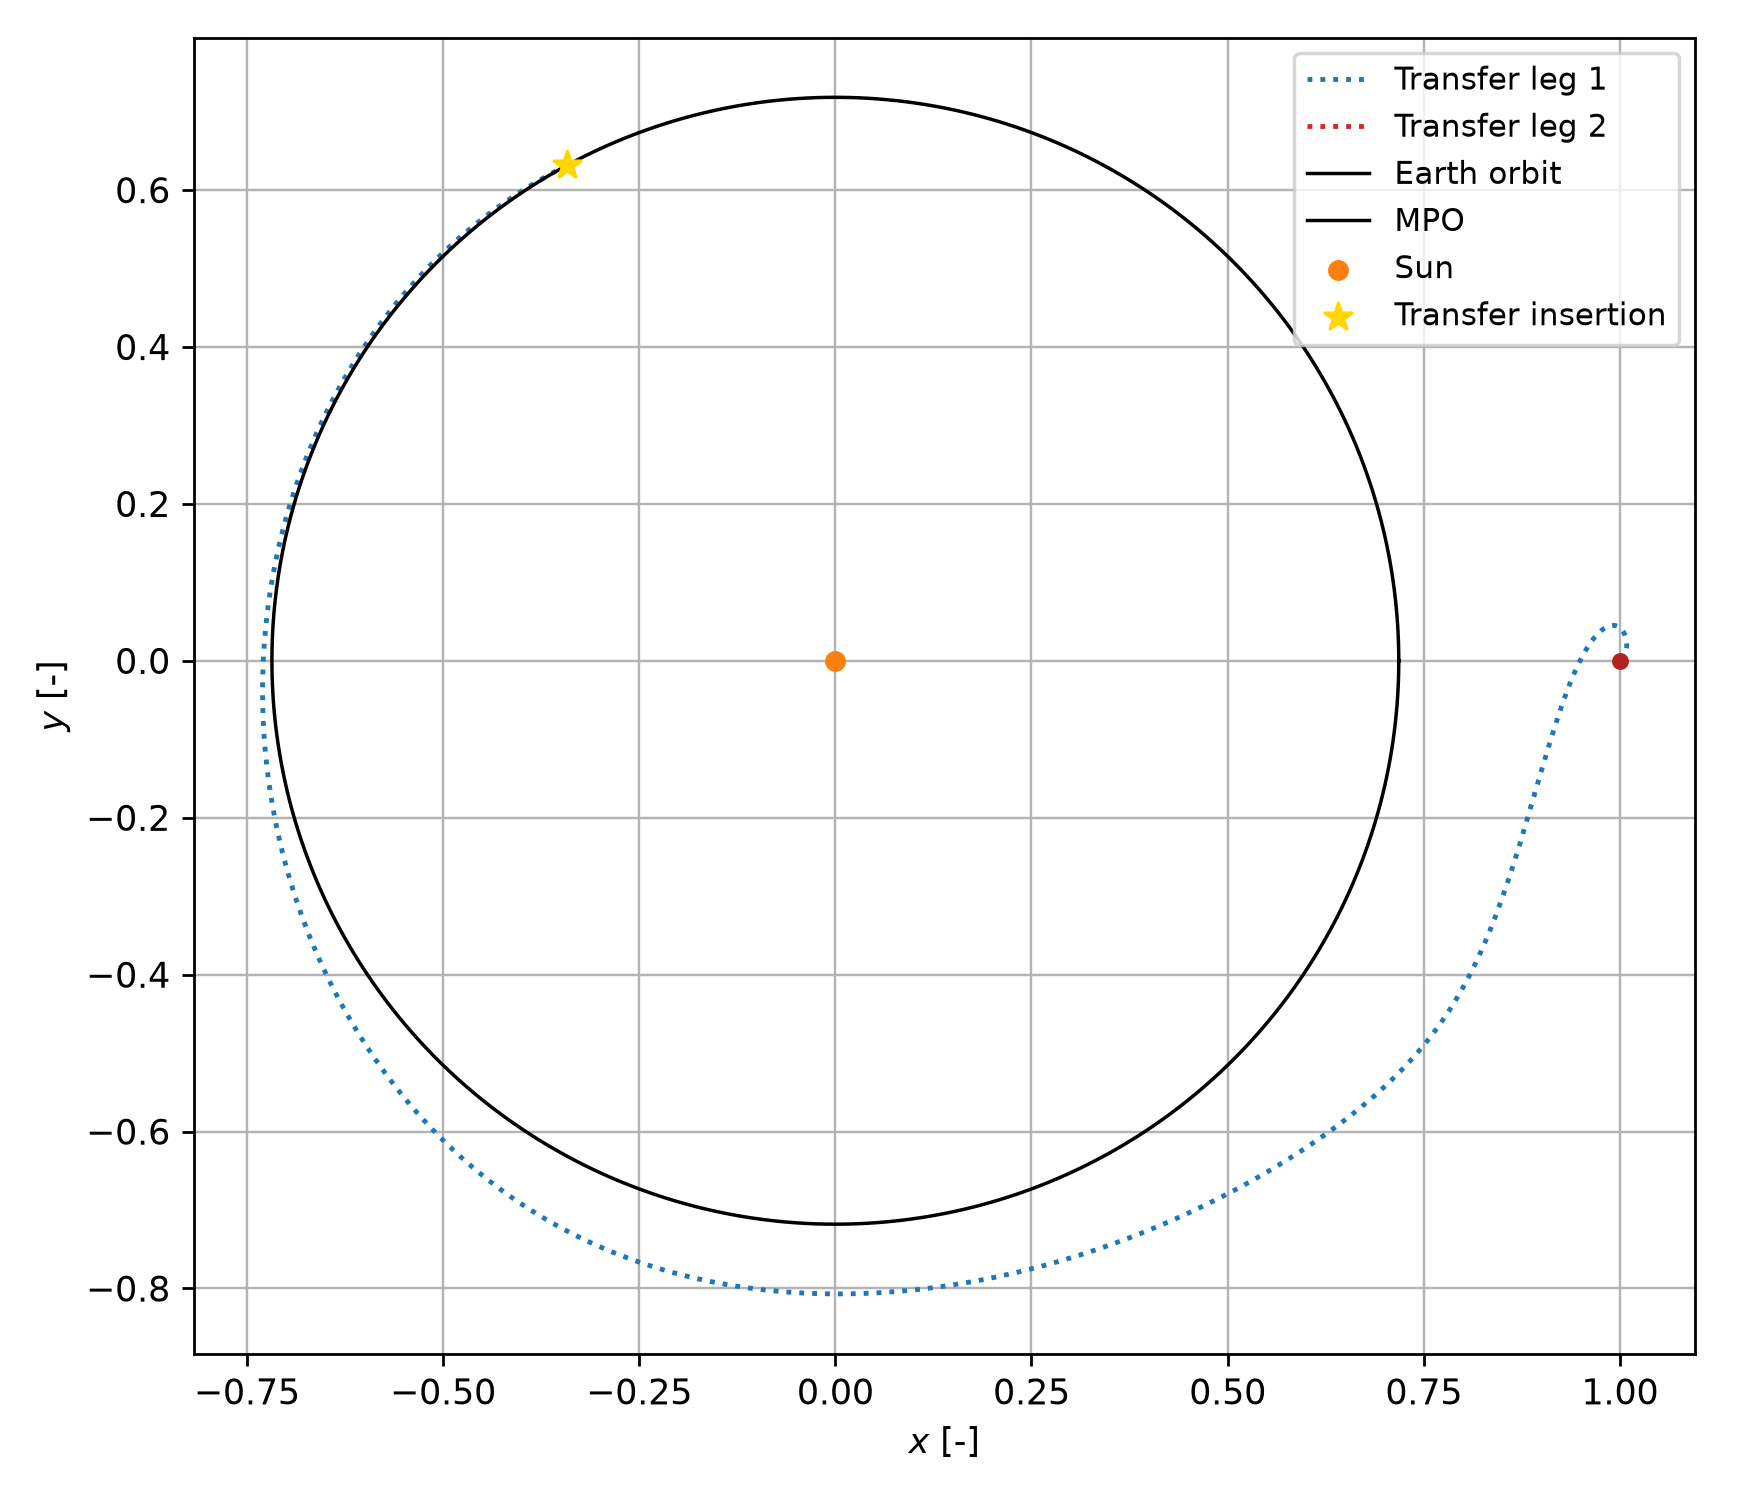 Transfer leg 1
Transfer leg 2
Earth orbit
MPO
Sun
Transfer insertion
0.6
0.4
0.2
0.0
−0.2
−0.4
−0.6
−0.8
y [-]
−0.75 −0.50 −0.25 0.00 0.25 0.50 0.75 1.00
x [-]